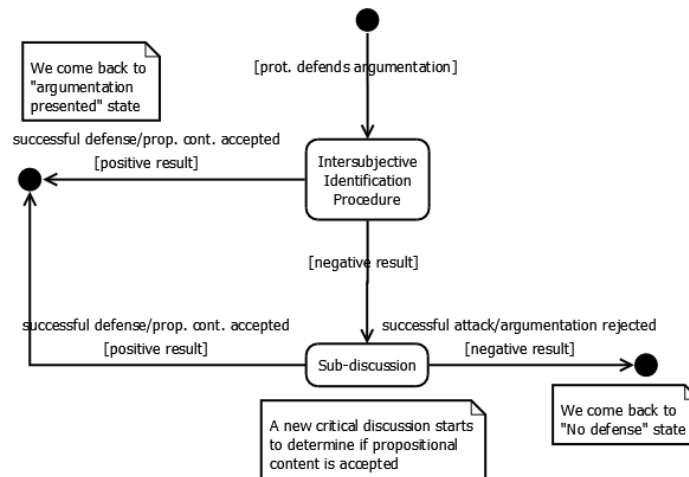 We come back to
"argumentation
presented" state
[prot. defends argumentation]
successful defense/prop. cont. accepted
[positive result]
Intersubjective
Identification
Procedure
[negative result]
successful defense/prop. cont. accepted
[positive result]
Sub-discussion
successful attack/argumentation rejected
[negative result]
A new critical discussion starts
to determine if propositional
content is accepted
We come back to
"No defense" state